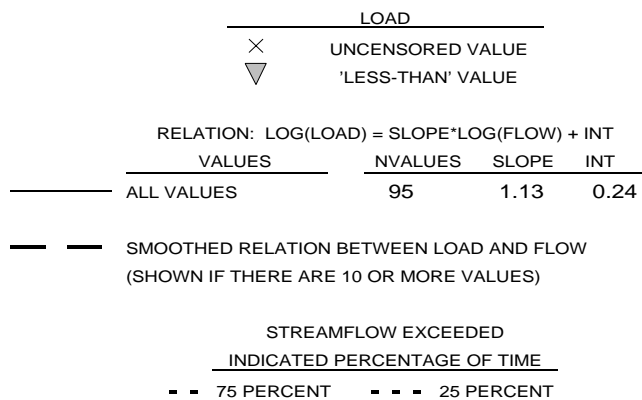 LOAD
UNCENSORED VALUE
'LESS-THAN' VALUE
RELATION: LOG(LOAD) = SLOPE*LOG(FLOW) + INT
VALUES NVALUES SLOPE INT
ALL VALUES 95 1.13 0.24
SMOOTHED RELATION BETWEEN LOAD AND FLOW
(SHOWN IF THERE ARE 10 OR MORE VALUES)
STREAMFLOW EXCEEDED
INDICATED PERCENTAGE OF TIME
75 PERCENT 25 PERCENT